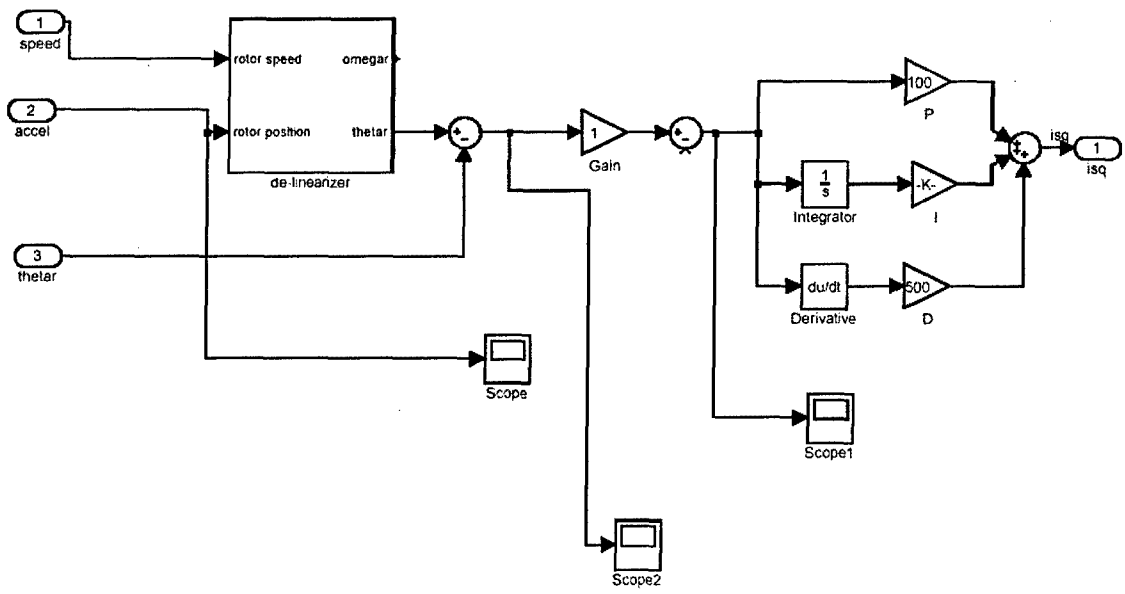 1
speed
rotor speed
omegar
2
accel
rotor position
thetar
de-linearizer
3
thetar
+
-
1
Gain
+
-
100
P
1
s
Integrator
-K-
I
du/dt
Derivative
500
D
+
+
+
isq
1
isq
Scope
Scope1
Scope2